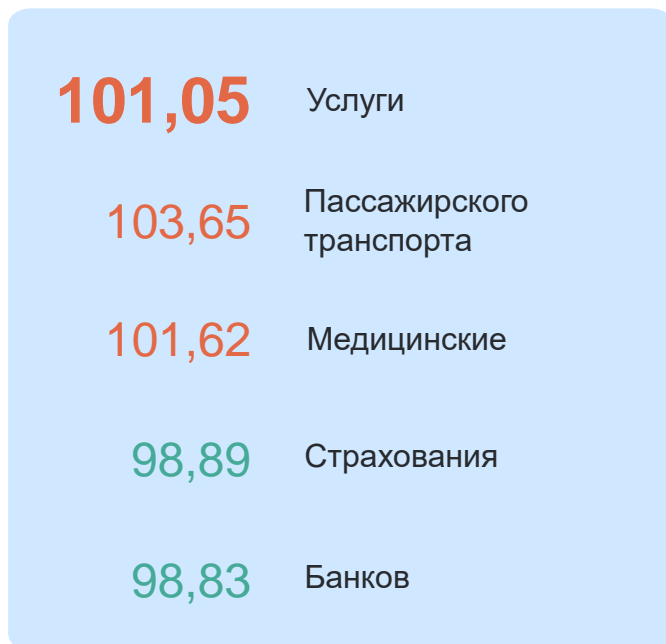 101,05 Услуги
103,65 Пассажирского
транспорта
101,62 Медицинские
98,89 Страхования
98,83 Банков